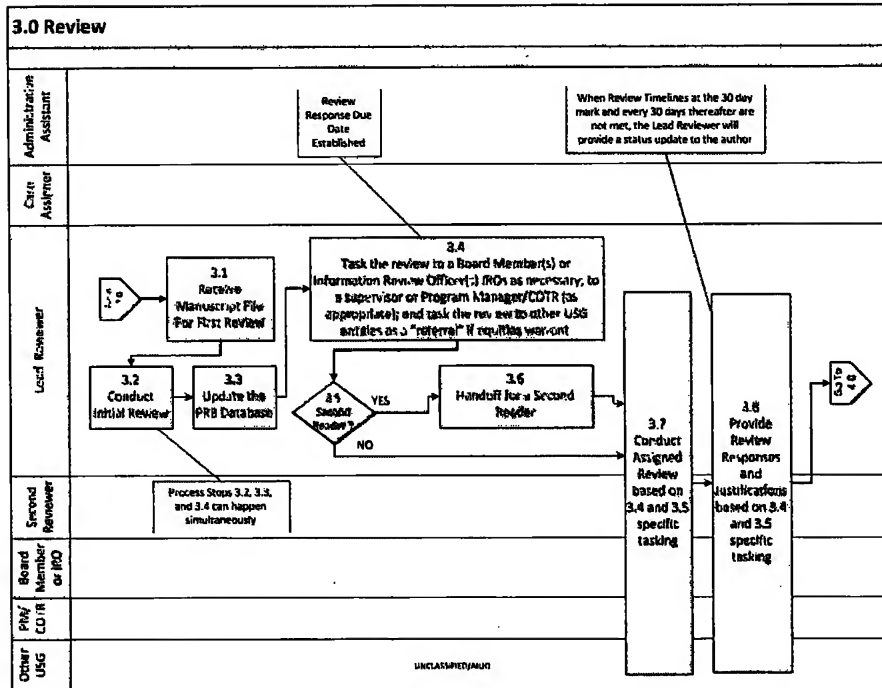 3.0 Review
Administration
Assistant
Case
Assigner
Lead Reviewer
Second
Reviewer
Board
Member
or IRO
PM/
COTR
Other
USG
Review
Response Due
Date
Established
When Review Timelines at the 30 day
mark and every 30 days thereafter are
not met, the Lead Reviewer will
provide a status update to the author
3.1
Receive
Manuscript File
For First Review
3.2
Conduct
Initial Review
3.3
Update the
PRB Database
3.4
Task the review to a Board Member(s) or
Information Review Officer(s) IROs as necessary; to
a supervisor or Program Manager/COTR (as
appropriate); and task the review to other USG
entities as a "referral" if equities warrant
3.5
Second
Reader?
YES
NO
3.6
Handoff for a Second
Reader
3.7
Conduct
Assigned
Review
based on
3.4 and 3.5
specific
tasking
3.8
Provide
Review
Responses
and
Justifications
based on 3.4
and 3.5
specific
tasking
Go To
4.0
Process Steps 3.2, 3.3,
and 3.4 can happen
simultaneously